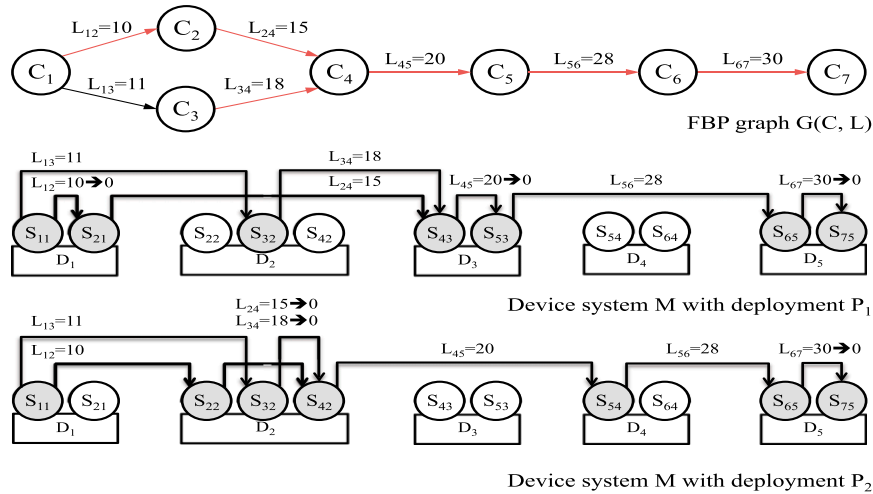 L12=10
L24=15
C2
C1
C4
L45=20
C5
L56=28
C6
L67=30
C7
L13=11
L34=18
C3
FBP graph G(C, L)
L13=11
L34=18
L12=10➔0
L24=15
L45=20➔0
L56=28
L67=30➔0
S11 S21 S22 S32 S42 S43 S53 S54 S64 S65 S75
D1 D2 D3 D4 D5
Device system M with deployment P1
L24=15➔0
L13=11
L34=18➔0
L12=10
L45=20
L56=28
L67=30➔0
S11 S21 S22 S32 S42 S43 S53 S54 S64 S65 S75
D1 D2 D3 D4 D5
Device system M with deployment P2